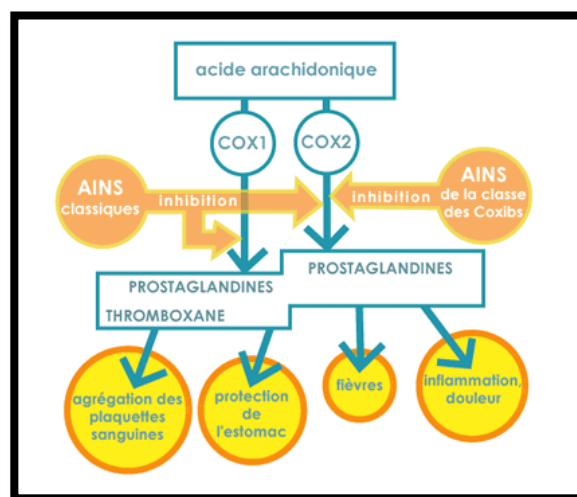 acide arachidonique
COX1
COX2
AINS
classiques
inhibition
inhibition
AINS
de la classe
des Coxibs
PROSTAGLANDINES
PROSTAGLANDINES
THROMBOXANE
agrégation des
plaquettes
sanguines
protection
de
l'estomac
fièvres
inflammation,
douleur